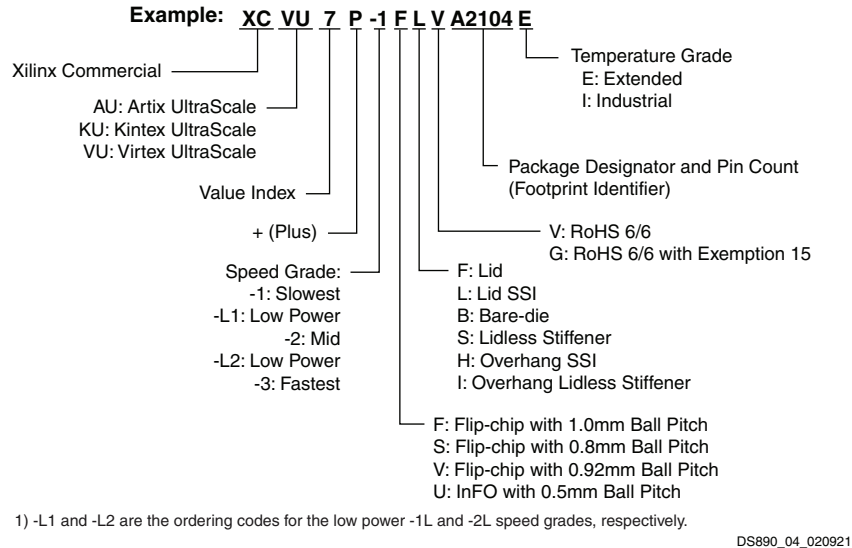 Example: XC VU 7 P -1 F L V A2104 E
Temperature Grade
E: Extended
I: Industrial
Xilinx Commercial
AU: Artix UltraScale
KU: Kintex UltraScale
VU: Virtex UltraScale
Package Designator and Pin Count
(Footprint Identifier)
Value Index
+ (Plus)
V: RoHS 6/6
G: RoHS 6/6 with Exemption 15
Speed Grade:
-1: Slowest
-L1: Low Power
-2: Mid
-L2: Low Power
-3: Fastest
F: Lid
L: Lid SSI
B: Bare-die
S: Lidless Stiffener
H: Overhang SSI
I: Overhang Lidless Stiffener
F: Flip-chip with 1.0mm Ball Pitch
S: Flip-chip with 0.8mm Ball Pitch
V: Flip-chip with 0.92mm Ball Pitch
U: InFO with 0.5mm Ball Pitch
1) -L1 and -L2 are the ordering codes for the low power -1L and -2L speed grades, respectively.
DS890_04_020921